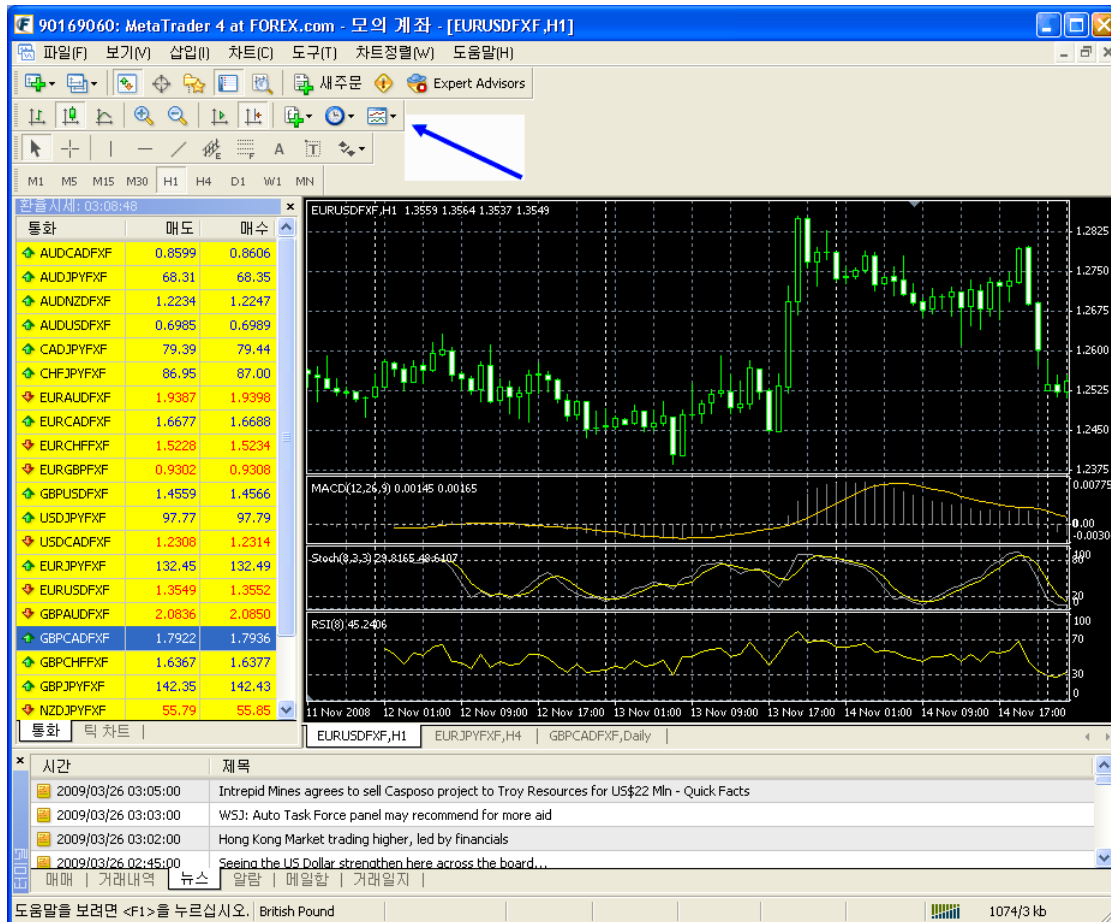 90169060: MetaTrader 4 at FOREX.com - 모의 계좌 - [EURUSDFXF,H1]
파일(F) 보기(V) 삽입(I) 차트(C) 도구(T) 차트정렬(W) 도움말(H)
새주문 Expert Advisors
A T
M1 M5 M15 M30 H1 H4 D1 W1 MN
환율시세: 03:08:48
통화 매도 매수
AUDCADFXF 0.8599 0.8606
AUDJPYFXF 68.31 68.35
AUDNZDFXF 1.2234 1.2247
AUDUSDFXF 0.6985 0.6989
CADJPYFXF 79.39 79.44
CHFJPYFXF 86.95 87.00
EURAUDFXF 1.9387 1.9398
EURCADFXF 1.6677 1.6688
EURCHFFXF 1.5228 1.5234
EURGBPFXF 0.9302 0.9308
GBPUSDFXF 1.4559 1.4566
USDJPYFXF 97.77 97.79
USDCADFXF 1.2308 1.2314
EURJPYFXF 132.45 132.49
EURUSDFXF 1.3549 1.3552
GBPAUDFXF 2.0836 2.0850
GBPCADFXF 1.7922 1.7936
GBPCHFFXF 1.6367 1.6377
GBPJPYFXF 142.35 142.43
NZDJPYFXF 55.79 55.85
통화 틱 차트
EURUSDFXF,H1 1.3559 1.3564 1.3537 1.3549
1.2825
1.2750
1.2675
1.2600
1.2525
1.2450
1.2375
MACD(12,26,9) 0.00145 0.00165
0.00775
0.00
-0.00304
Stoch(8,3,3) 29.8165 48.6107
100
80
20
0
RSI(8) 45.2406
100
70
30
0
11 Nov 2008 12 Nov 01:00 12 Nov 09:00 12 Nov 17:00 13 Nov 01:00 13 Nov 09:00 13 Nov 17:00 14 Nov 01:00 14 Nov 09:00 14 Nov 17:00
EURUSDFXF,H1 EURJPYFXF,H4 GBPCADFXF,Daily
시간 제목
2009/03/26 03:05:00 Intrepid Mines agrees to sell Casposo project to Troy Resources for US$22 Mln - Quick Facts
2009/03/26 03:03:00 WSJ: Auto Task Force panel may recommend for more aid
2009/03/26 03:02:00 Hong Kong Market trading higher, led by financials
2009/03/26 02:45:00 Seeing the US Dollar strengthen here across the board...
터미널
매매 거래내역 뉴스 알람 메일함 거래일지
도움말을 보려면 <F1>을 누르십시오. British Pound 1074/3 kb